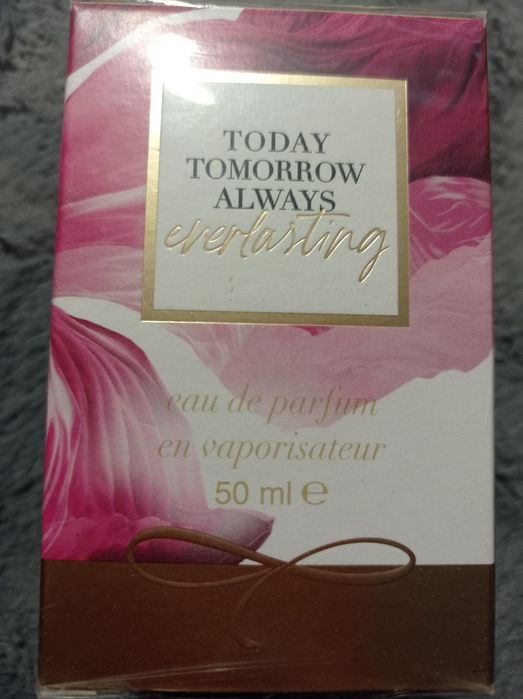 TODAY
TOMORROW
ALWAYS
everlasting
eau de parfum
en vaporisateur
50 ml ℮